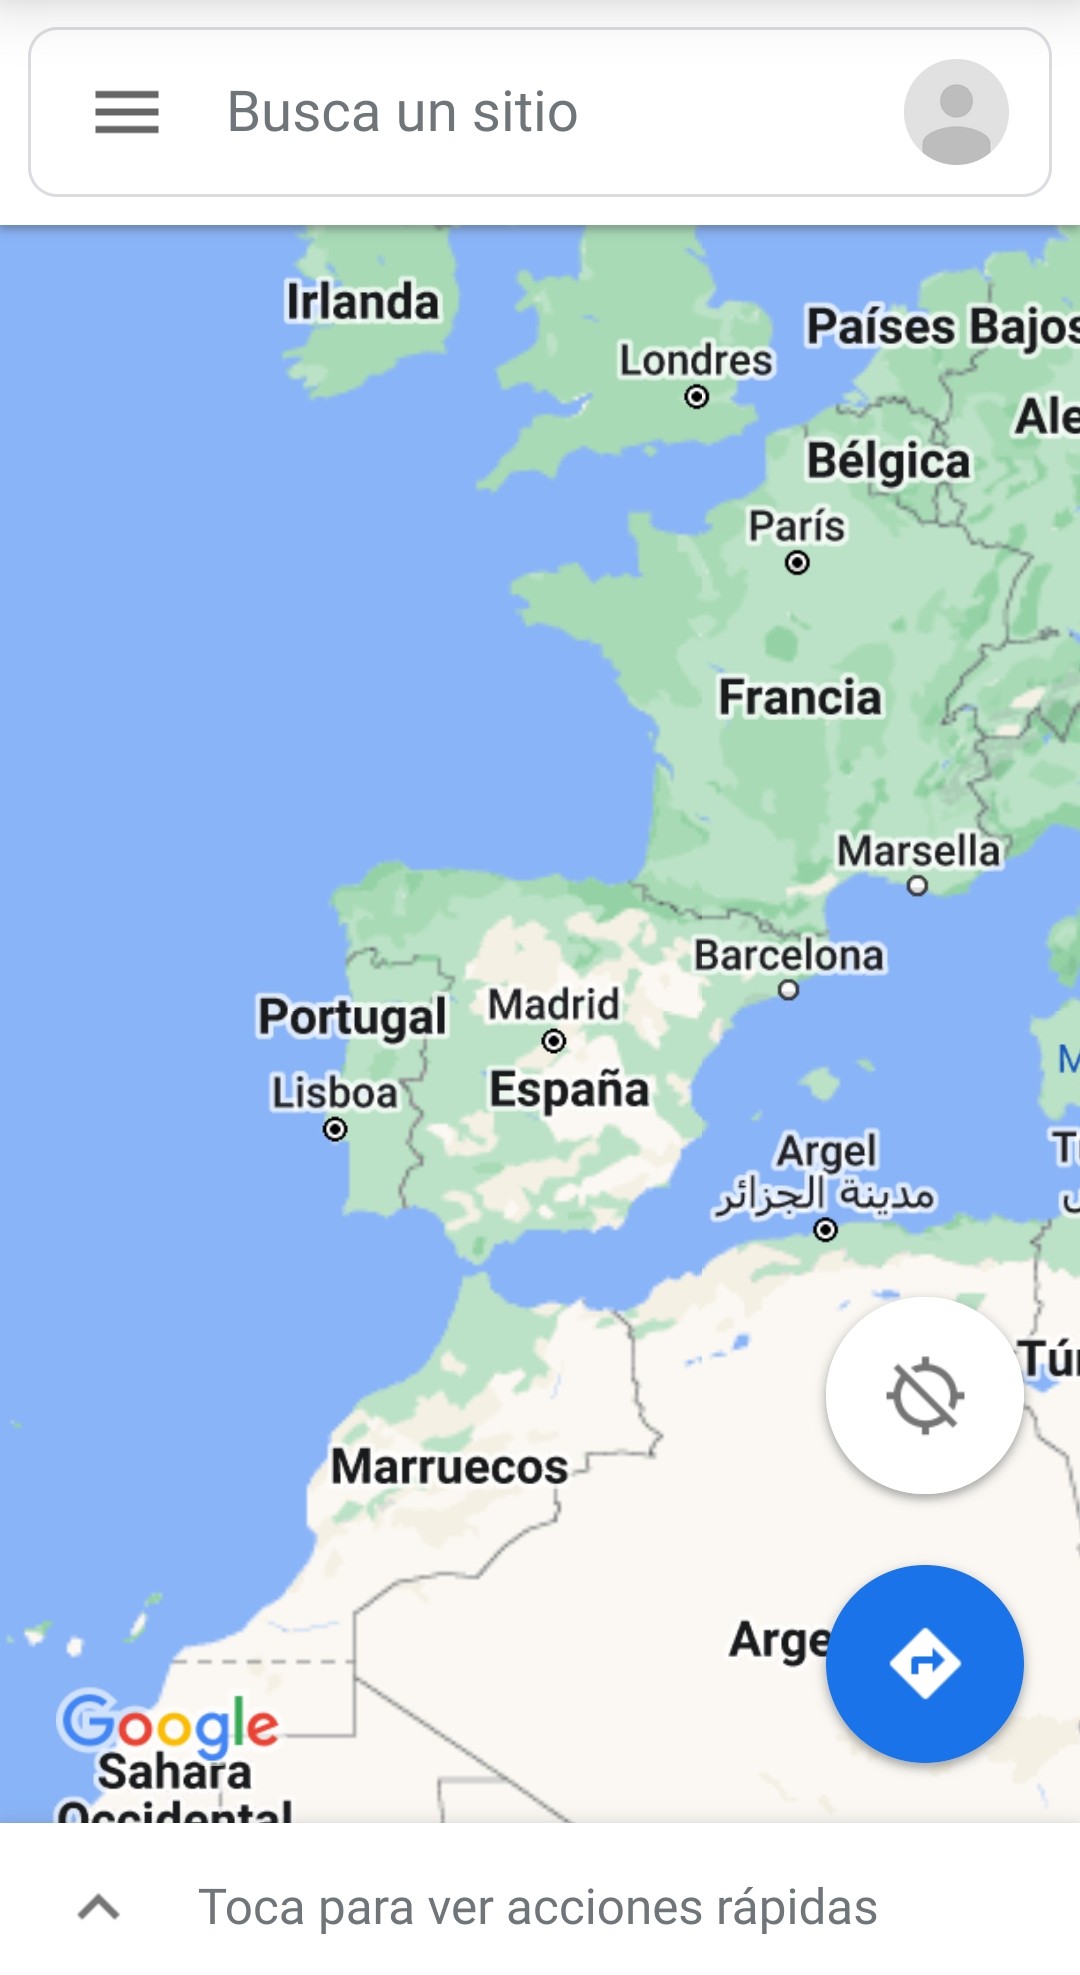 Busca un sitio
Irlanda
Países Bajos
Londres
Ale
Bélgica
París
Francia
Marsella
Barcelona
Portugal
Madrid
España
Lisboa
M
Argel
مدينة الجزائر
Tú
Marruecos
Arge
Google
Sahara
Occidental
Toca para ver acciones rápidas